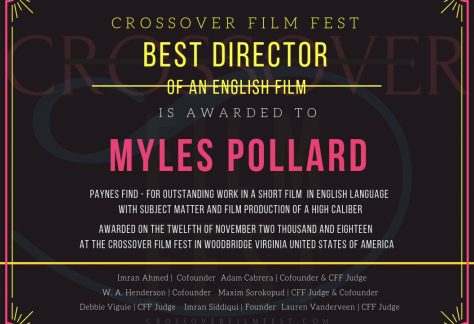 CROSSOVER FILM FEST
BEST DIRECTOR
OF AN ENGLISH FILM
IS AWARDED TO
MYLES POLLARD
PAYNES FIND - FOR OUTSTANDING WORK IN A SHORT FILM IN ENGLISH LANGUAGE
WITH SUBJECT MATTER AND FILM PRODUCTION OF A HIGH CALIBER
AWARDED ON THE TWELFTH OF NOVEMBER TWO THOUSAND AND EIGHTEEN
AT THE CROSSOVER FILM FEST IN WOODBRIDGE VIRGINIA UNITED STATES OF AMERICA
Imran Ahmed | Cofounder Adam Cabrera | Cofounder & CFF Judge
W. A. Henderson | Cofounder Maxim Sorokopud | CFF Judge & Cofounder
Debbie Viguie | CFF Judge Imran Siddiqui | Founder Lauren Vanderveen | CFF Judge
CROSSOVERFILMFEST.COM
CROSSOVER